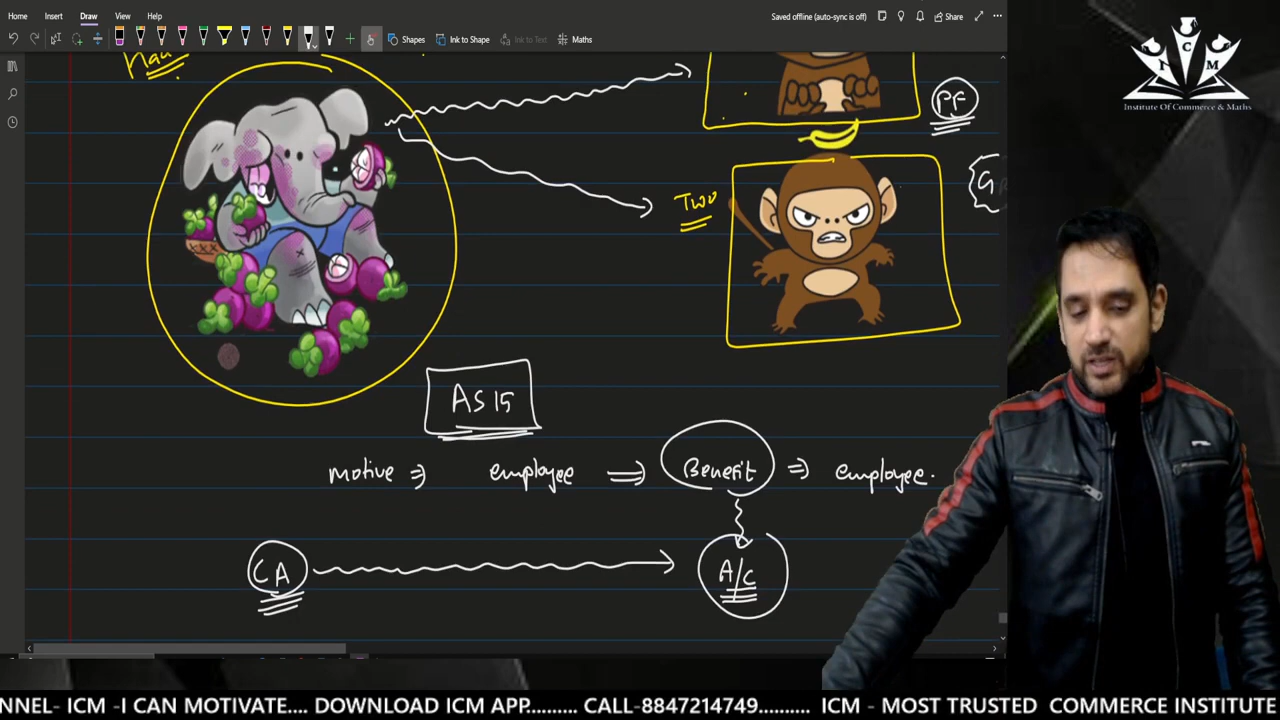 Home Insert Draw View Help
Saved offline (auto-sync is off) Share
Shapes Ink to Shape Ink to Text Maths
I C M
Institute Of Commerce & Maths
PF
Two
AS 15
motive ⇒ employee ⇒ Benefit ⇒ employee.
CA A/C
NNEL- ICM -I CAN MOTIVATE.... DOWNLOAD ICM APP......... CALL-8847214749.......... ICM - MOST TRUSTED COMMERCE INSTITUTE